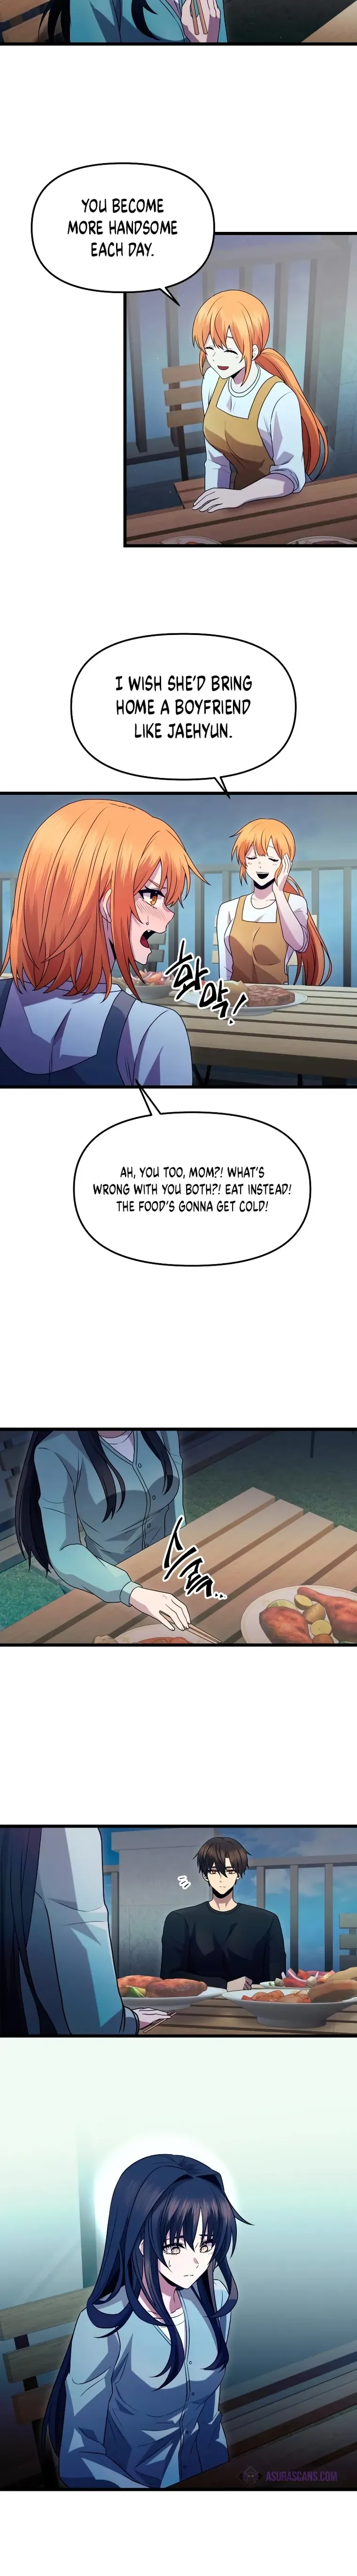 YOU BECOME
MORE HANDSOME
EACH DAY.
I WISH SHE'D BRING
HOME A BOYFRIEND
LIKE JAEHYUN.
화악!
AH, YOU TOO, MOM?! WHAT'S
WRONG WITH YOU BOTH?! EAT INSTEAD!
THE FOOD'S GONNA GET COLD!
스윽..
ASURASCANS.COM